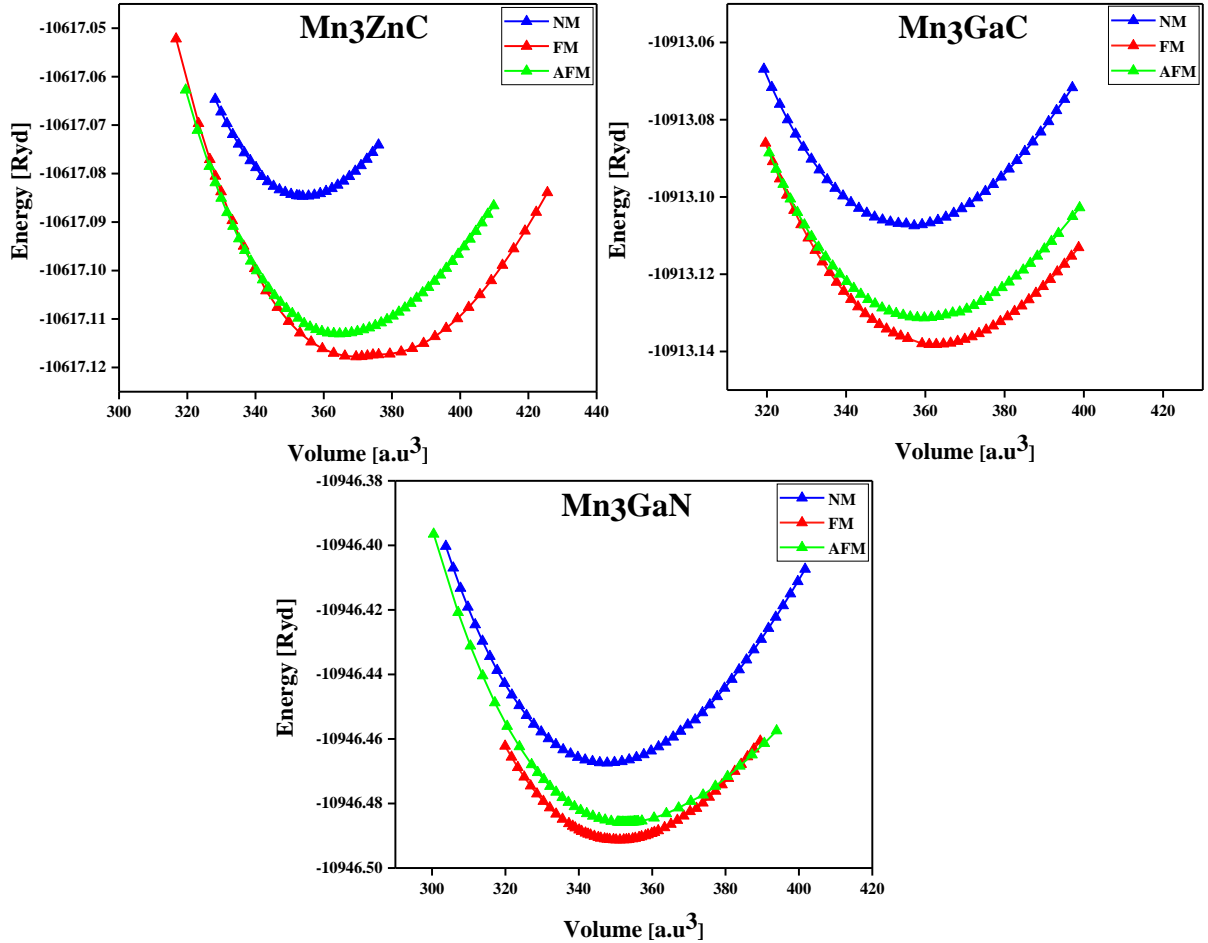 Mn3ZnC
NM
FM
AFM
Energy [Ryd]
-10617.05
-10617.06
-10617.07
-10617.08
-10617.09
-10617.10
-10617.11
-10617.12
300 320 340 360 380 400 420 440
Volume [a.u3]
Mn3GaC
NM
FM
AFM
Energy [Ryd]
-10913.06
-10913.08
-10913.10
-10913.12
-10913.14
320 340 360 380 400 420
Volume [a.u3]
Mn3GaN
NM
FM
AFM
Energy [Ryd]
-10946.38
-10946.40
-10946.42
-10946.44
-10946.46
-10946.48
-10946.50
300 320 340 360 380 400 420
Volume [a.u3]